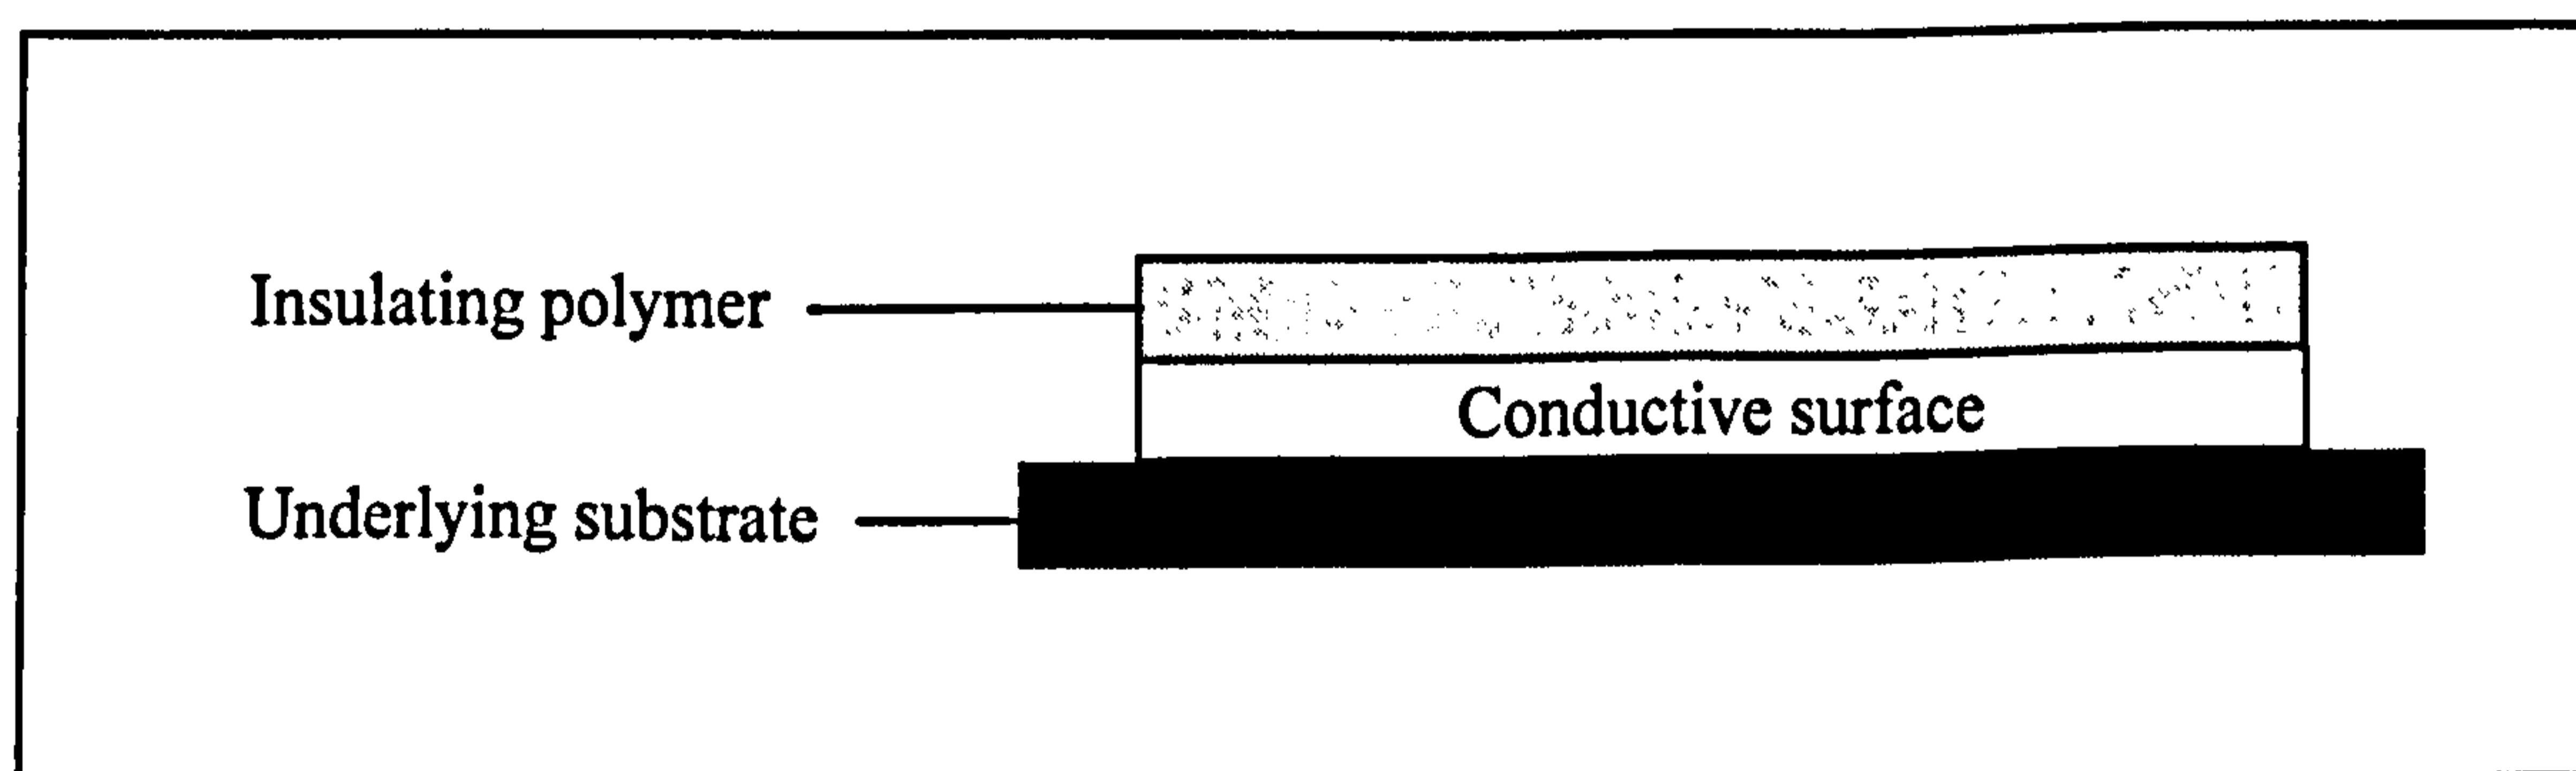 Insulating polymer
Conductive surface
Underlying substrate